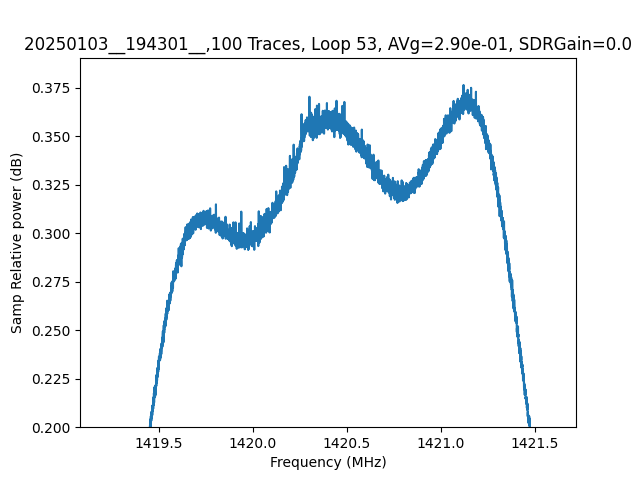 20250103__194301__,100 Traces, Loop 53, AVg=2.90e-01, SDRGain=0.0
0.375
0.350
0.325
0.300
0.275
0.250
0.225
0.200
Samp Relative power (dB)
1419.5 1420.0 1420.5 1421.0 1421.5
Frequency (MHz)